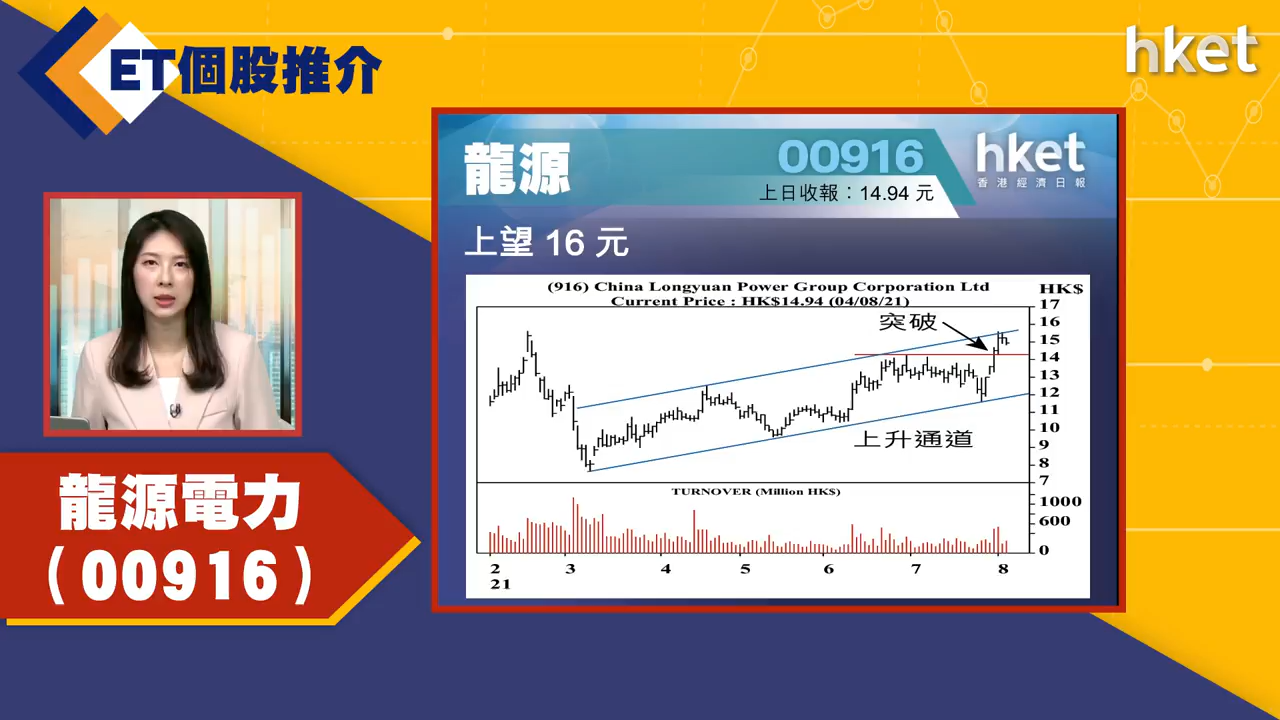 ET個股推介
hket
龍源
00916
hket
香港經濟日報
上日收報：14.94 元
上望 16 元
(916) China Longyuan Power Group Corporation Ltd
Current Price : HK$14.94 (04/08/21)
HK$
17
16
15
14
13
12
11
10
9
8
7
突破
上升通道
TURNOVER (Million HK$)
1000
600
0
2 3 4 5 6 7 8
21
龍源電力
（00916）